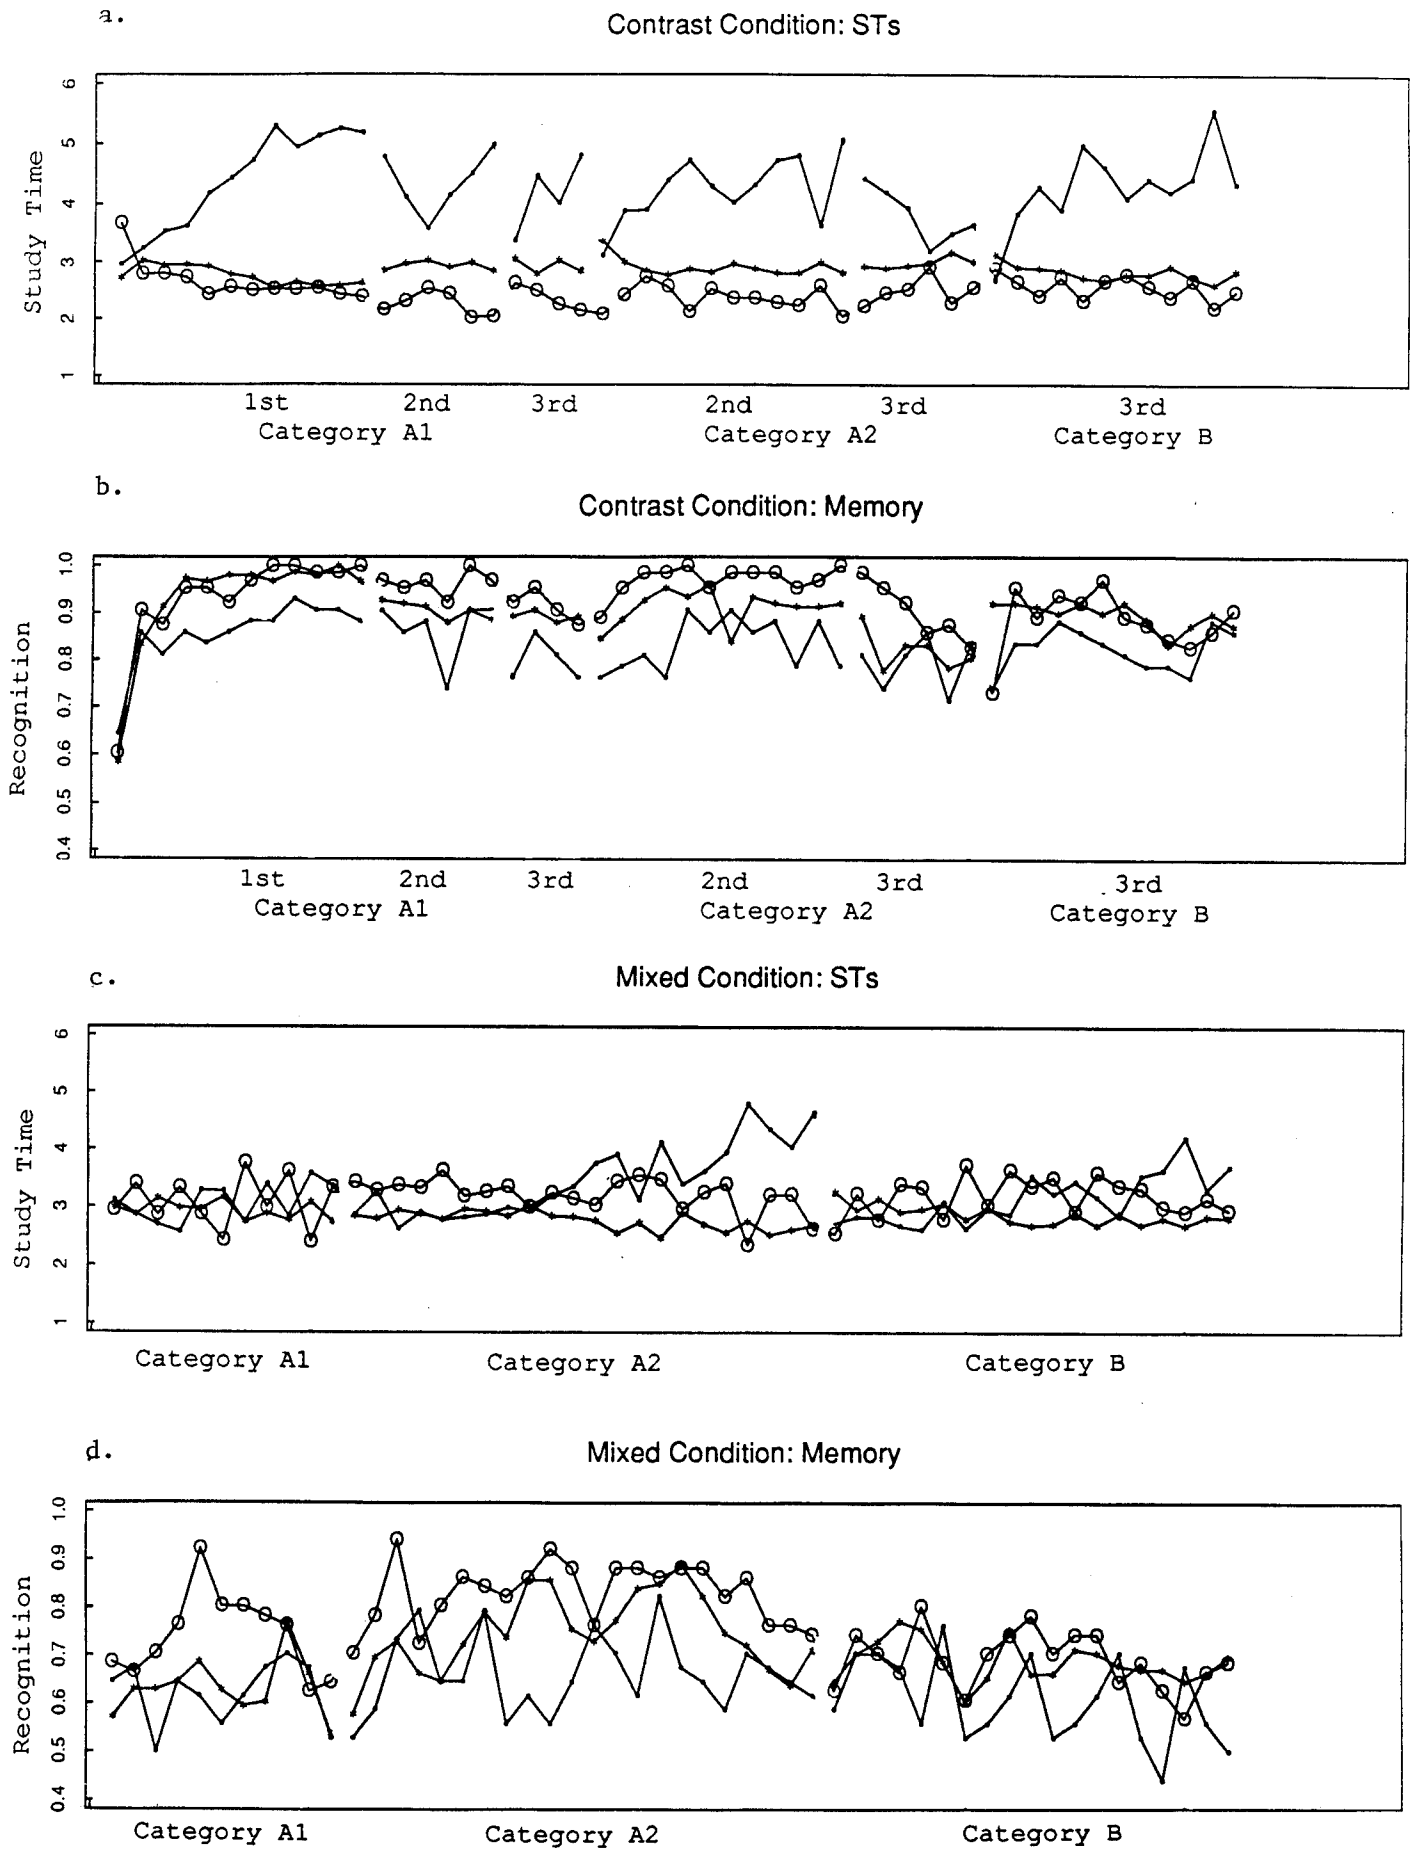 a.
Contrast Condition: STs
6
5
4
3
2
1
Study Time
1st 2nd 3rd 2nd 3rd 3rd
Category A1 Category A2 Category B
b.
Contrast Condition: Memory
1.0
0.9
0.8
0.7
0.6
0.5
0.4
Recognition
1st 2nd 3rd 2nd 3rd 3rd
Category A1 Category A2 Category B
c.
Mixed Condition: STs
6
5
4
3
2
1
Study Time
Category A1 Category A2 Category B
d.
Mixed Condition: Memory
1.0
0.9
0.8
0.7
0.6
0.5
0.4
Recognition
Category A1 Category A2 Category B